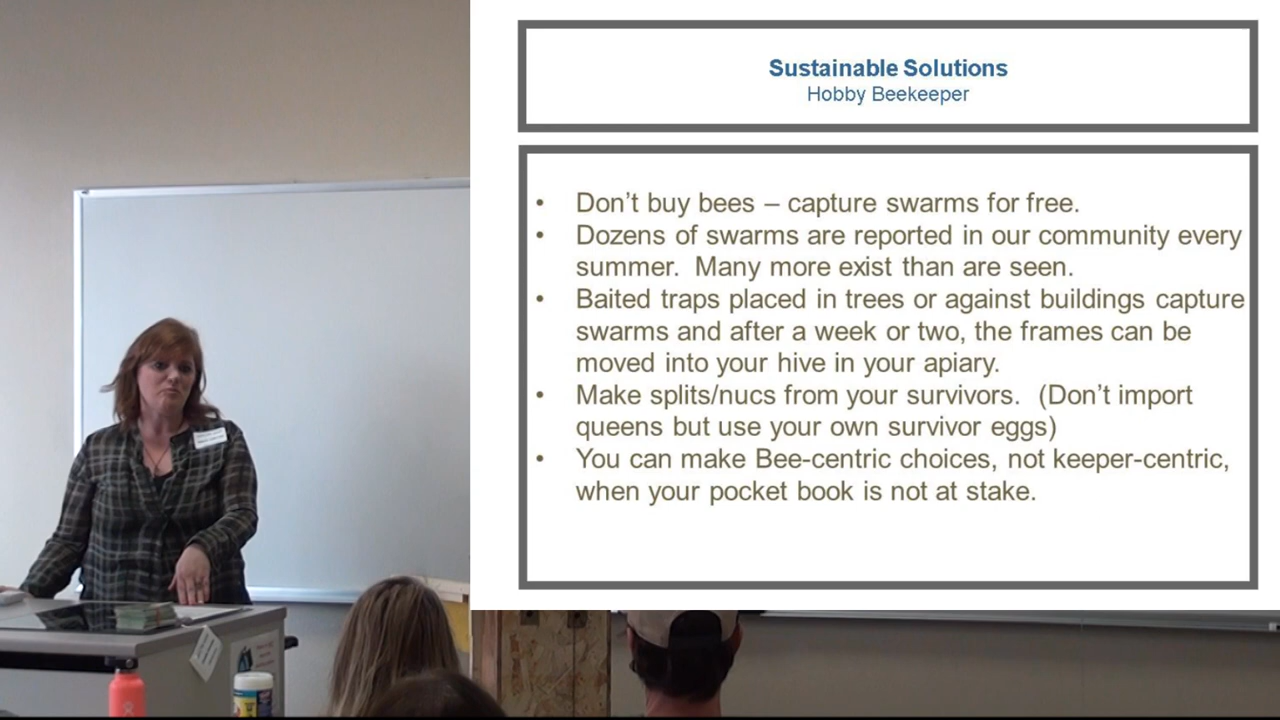 Sustainable Solutions
Hobby Beekeeper
• Don’t buy bees – capture swarms for free.
• Dozens of swarms are reported in our community every
summer.  Many more exist than are seen.
• Baited traps placed in trees or against buildings capture
swarms and after a week or two, the frames can be
moved into your hive in your apiary.
• Make splits/nucs from your survivors.  (Don’t import
queens but use your own survivor eggs)
• You can make Bee-centric choices, not keeper-centric,
when your pocket book is not at stake.